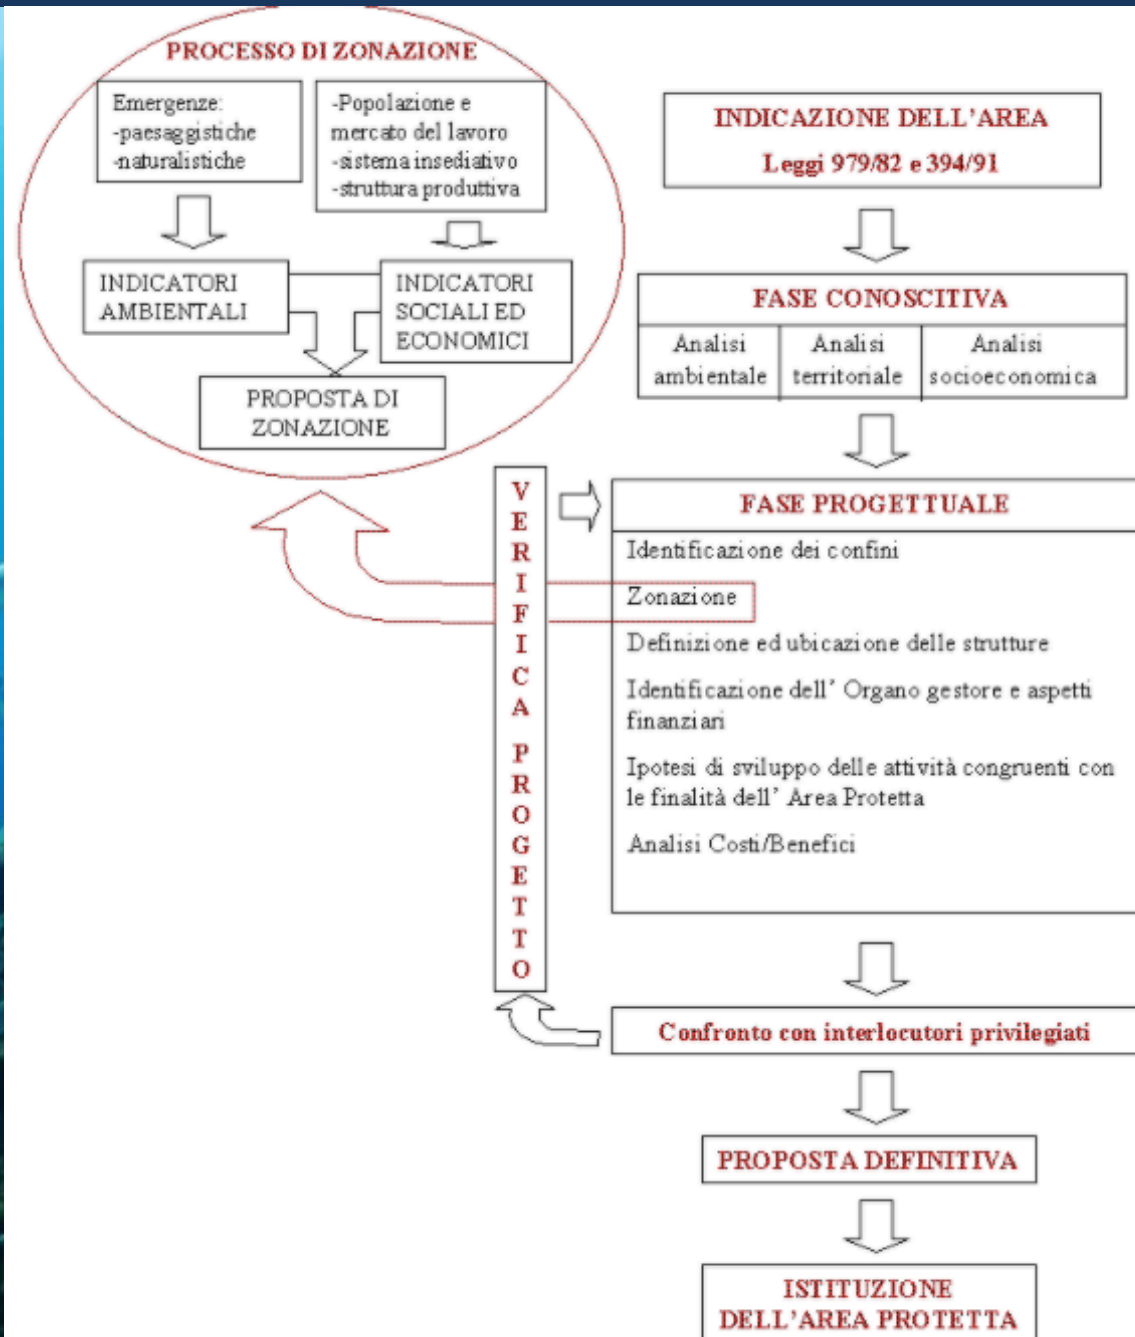 PROCESSO DI ZONAZIONE
Emergenze:
-paesaggistiche
-naturalistiche
-Popolazione e
mercato del lavoro
-sistema insediativo
-struttura produttiva
INDICATORI
AMBIENTALI
INDICATORI
SOCIALI ED
ECONOMICI
PROPOSTA DI
ZONAZIONE
INDICAZIONE DELL'AREA
Leggi 979/82 e 394/91
FASE CONOSCITIVA
Analisi
ambientale
Analisi
territoriale
Analisi
socioeconomica
VERIFICA PROGETTO
FASE PROGETTUALE
Identificazione dei confini
Zonazione
Definizione ed ubicazione delle strutture
Identificazione dell' Organo gestore e aspetti
finanziari
Ipotesi di sviluppo delle attività congruenti con
le finalità dell' Area Protetta
Analisi Costi/Benefici
Confronto con interlocutori privilegiati
PROPOSTA DEFINITIVA
ISTITUZIONE
DELL'AREA PROTETTA